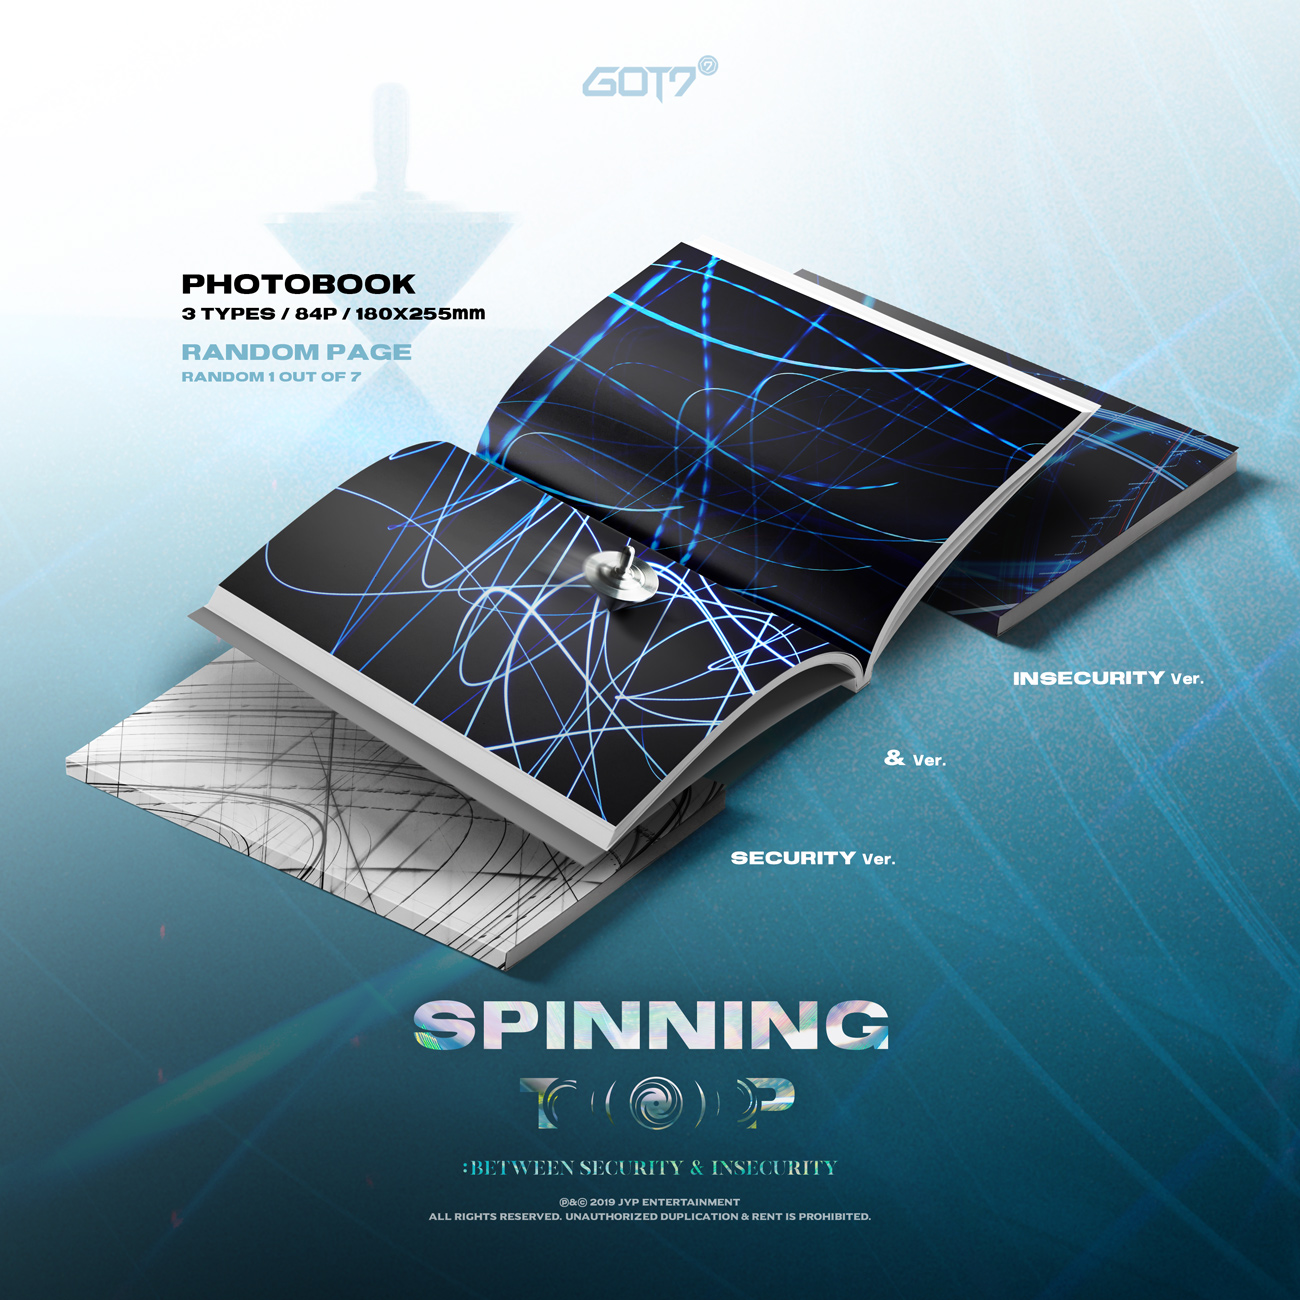 GOT7
PHOTOBOOK
3 TYPES / 84P / 180X255mm
RANDOM PAGE
RANDOM 1 OUT OF 7
INSECURITY Ver.
& Ver.
SECURITY Ver.
SPINNING
TOP
:BETWEEN SECURITY & INSECURITY
℗&© 2019 JYP ENTERTAINMENT
ALL RIGHTS RESERVED. UNAUTHORIZED DUPLICATION & RENT IS PROHIBITED.